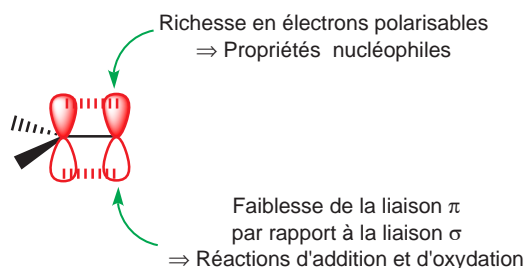 Richesse en électrons polarisables
⇒ Propriétés nucléophiles
Faiblesse de la liaison π
par rapport à la liaison σ
⇒ Réactions d'addition et d'oxydation